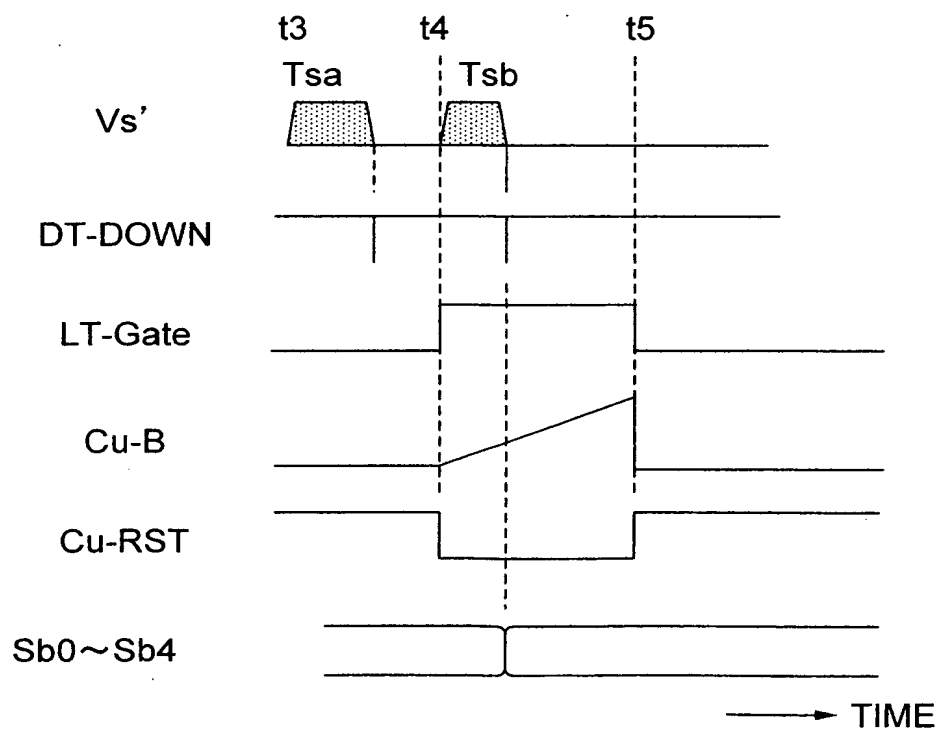 t3 t4 t5
Tsa Tsb
Vs’
DT-DOWN
LT-Gate
Cu-B
Cu-RST
Sb0～Sb4
TIME